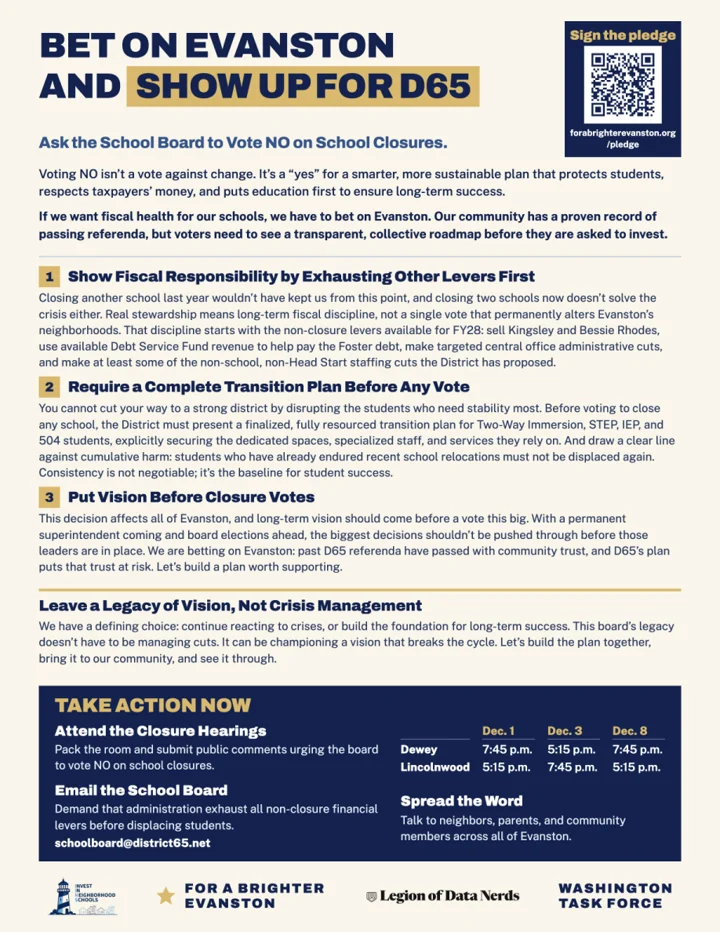 BET ON EVANSTON
AND SHOW UP FOR D65
Sign the pledge
forabrighterevanston.org
/pledge
Ask the School Board to Vote NO on School Closures.
Voting NO isn't a vote against change. It's a “yes” for a smarter, more sustainable plan that protects students,
respects taxpayers’ money, and puts education first to ensure long-term success.
If we want fiscal health for our schools, we have to bet on Evanston. Our community has a proven record of
passing referenda, but voters need to see a transparent, collective roadmap before they are asked to invest.
1 Show Fiscal Responsibility by Exhausting Other Levers First
Closing another school last year wouldn’t have kept us from this point, and closing two schools now doesn’t solve the
crisis either. Real stewardship means long-term fiscal discipline, not a single vote that permanently alters Evanston’s
neighborhoods. That discipline starts with the non-closure levers available for FY28: sell Kingsley and Bessie Rhodes,
use available Debt Service Fund revenue to help pay the Foster debt, make targeted central office administrative cuts,
and make at least some of the non-school, non-Head Start staffing cuts the District has proposed.
2 Require a Complete Transition Plan Before Any Vote
You cannot cut your way to a strong district by disrupting the students who need stability most. Before voting to close
any school, the District must present a finalized, fully resourced transition plan for Two-Way Immersion, STEP, IEP, and
504 students, explicitly securing the dedicated spaces, specialized staff, and services they rely on. And draw a clear line
against cumulative harm: students who have already endured recent school relocations must not be displaced again.
Consistency is not negotiable; it’s the baseline for student success.
3 Put Vision Before Closure Votes
This decision affects all of Evanston, and long-term vision should come before a vote this big. With a permanent
superintendent coming and board elections ahead, the biggest decisions shouldn’t be pushed through before those
leaders are in place. We are betting on Evanston: past D65 referenda have passed with community trust, and D65’s plan
puts that trust at risk. Let’s build a plan worth supporting.
Leave a Legacy of Vision, Not Crisis Management
We have a defining choice: continue reacting to crises, or build the foundation for long-term success. This board’s legacy
doesn’t have to be managing cuts. It can be championing a vision that breaks the cycle. Let’s build the plan together,
bring it to our community, and see it through.
TAKE ACTION NOW
Attend the Closure Hearings
Pack the room and submit public comments urging the board
to vote NO on school closures.
Email the School Board
Demand that administration exhaust all non-closure financial
levers before displacing students.
schoolboard@district65.net
Dec. 1 Dec. 3 Dec. 8
Dewey 7:45 p.m. 5:15 p.m. 7:45 p.m.
Lincolnwood 5:15 p.m. 7:45 p.m. 5:15 p.m.
Spread the Word
Talk to neighbors, parents, and community
members across all of Evanston.
INVEST
IN
NEIGHBORHOOD
SCHOOLS
FOR A BRIGHTER
EVANSTON
Legion of Data Nerds
WASHINGTON
TASK FORCE